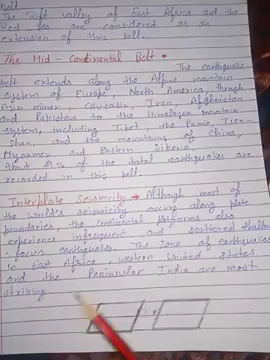 belt
The Rift valley of East Africa and the
Red Sea are considered as an
extension of this belt.
The Mid-Continental Belt →
The earthquake
belt extends along the Alpine mountain
system of Europe, North America, through
Asia minor, Caucasia, Iran, Afghanistan
and Pakistan to the Himalayan mountain
system, including Tibet the Pamir, Tien-
Shan, and the mountains of China,
Myanmar and Eastern Siberia.
About 21% of the total earthquakes are
recorded in this belt.
Interplate Seismicity → Although most of
the world's seismicity occurs along plate
boundaries, the continental platforms also
experience infrequent and scattered shallow
- focus earthquakes. The zone of earthquakes
in East Africa, Western United States
and the Peninsular India are most
striking.